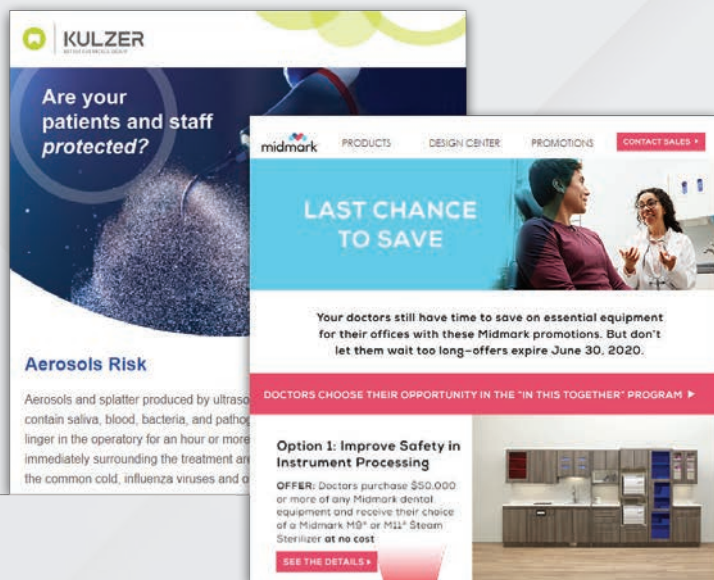 KULZER
Are your
patients and staff
protected?
Aerosols Risk
Aerosols and splatter produced by
contain saliva, blood, bacteria, and
linger in the operatory for an hour or more
immediately surrounding the treatment
the common cold, influenza viruses and
midmark
PRODUCTS
DESIGN CENTER
PROMOTIONS
CONTACT SALES
LAST CHANCE
TO SAVE
Your doctors still have time to save on essential equipment
for their offices with these Midmark promotions. But don't
let them wait too long—offers expire June 30, 2020.
DOCTORS CHOOSE THEIR OPPORTUNITY IN THE "IN THIS TOGETHER" PROGRAM
Option 1: Improve Safety in
Instrument Processing
OFFER: Doctors purchase $50,000
or more of any Midmark dental
equipment and receive their choice
of a Midmark M9® or M11® Steam
Sterilizer at no cost
SEE THE DETAILS